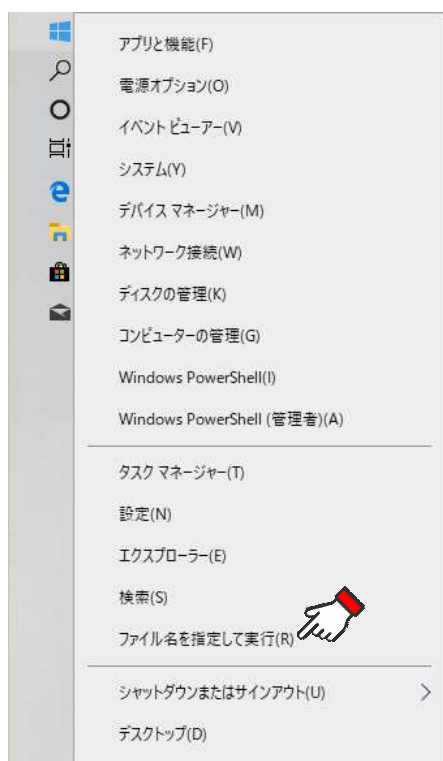 アプリと機能(F)
電源オプション(O)
イベント ビューアー(V)
システム(Y)
デバイス マネージャー(M)
ネットワーク接続(W)
ディスクの管理(K)
コンピューターの管理(G)
Windows PowerShell(I)
Windows PowerShell (管理者)(A)
タスク マネージャー(T)
設定(N)
エクスプローラー(E)
検索(S)
ファイル名を指定して実行(R)
シャットダウンまたはサインアウト(U)
デスクトップ(D)